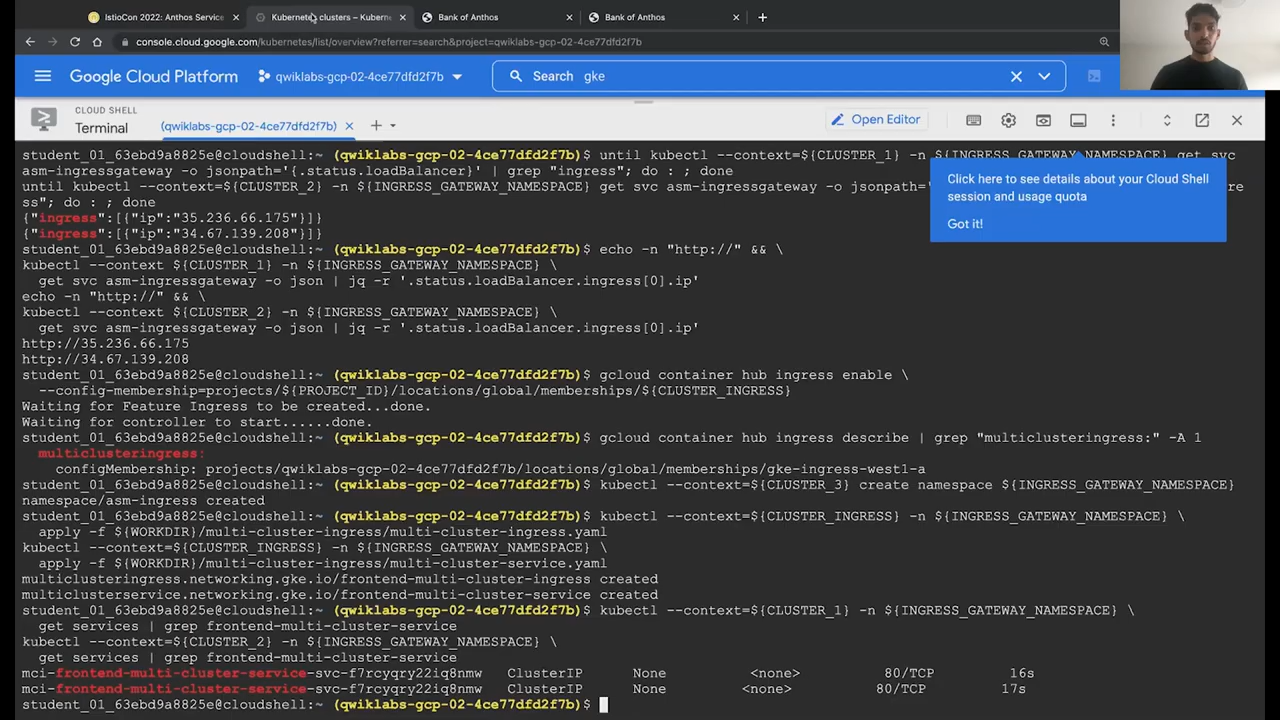 IstioCon 2022: Anthos Service
Kubernetes clusters – Kubern
Bank of Anthos
Bank of Anthos
console.cloud.google.com/kubernetes/list/overview?referrer=search&project=qwiklabs-gcp-02-4ce77dfd2f7b
Google Cloud Platform
qwiklabs-gcp-02-4ce77dfd2f7b
Search gke
CLOUD SHELL
Terminal
(qwiklabs-gcp-02-4ce77dfd2f7b)
Open Editor
student_01_63ebd9a8825e@cloudshell:~ (qwiklabs-gcp-02-4ce77dfd2f7b)$ until kubectl --context=${CLUSTER_1} -n ${INGRESS_GATEWAY_NAMESPACE} get svc
asm-ingressgateway -o jsonpath='{.status.loadBalancer}' | grep "ingress"; do : ; done
until kubectl --context=${CLUSTER_2} -n ${INGRESS_GATEWAY_NAMESPACE} get svc asm-ingressgateway -o jsonpath='
ss"; do : ; done
{"ingress":[{"ip":"35.236.66.175"}]}
{"ingress":[{"ip":"34.67.139.208"}]}
Click here to see details about your Cloud Shell
session and usage quota
Got it!
student_01_63ebd9a8825e@cloudshell:~ (qwiklabs-gcp-02-4ce77dfd2f7b)$ echo -n "http://" && \
kubectl --context ${CLUSTER_1} -n ${INGRESS_GATEWAY_NAMESPACE} \
get svc asm-ingressgateway -o json | jq -r '.status.loadBalancer.ingress[0].ip'
echo -n "http://" && \
kubectl --context ${CLUSTER_2} -n ${INGRESS_GATEWAY_NAMESPACE} \
get svc asm-ingressgateway -o json | jq -r '.status.loadBalancer.ingress[0].ip'
http://35.236.66.175
http://34.67.139.208
student_01_63ebd9a8825e@cloudshell:~ (qwiklabs-gcp-02-4ce77dfd2f7b)$ gcloud container hub ingress enable \
--config-membership=projects/${PROJECT_ID}/locations/global/memberships/${CLUSTER_INGRESS}
Waiting for Feature Ingress to be created...done.
Waiting for controller to start......done.
student_01_63ebd9a8825e@cloudshell:~ (qwiklabs-gcp-02-4ce77dfd2f7b)$ gcloud container hub ingress describe | grep "multiclusteringress:" -A 1
multiclusteringress:
configMembership: projects/qwiklabs-gcp-02-4ce77dfd2f7b/locations/global/memberships/gke-ingress-west1-a
student_01_63ebd9a8825e@cloudshell:~ (qwiklabs-gcp-02-4ce77dfd2f7b)$ kubectl --context=${CLUSTER_3} create namespace ${INGRESS_GATEWAY_NAMESPACE}
namespace/asm-ingress created
student_01_63ebd9a8825e@cloudshell:~ (qwiklabs-gcp-02-4ce77dfd2f7b)$ kubectl --context=${CLUSTER_INGRESS} -n ${INGRESS_GATEWAY_NAMESPACE} \
apply -f ${WORKDIR}/multi-cluster-ingress/multi-cluster-ingress.yaml
kubectl --context=${CLUSTER_INGRESS} -n ${INGRESS_GATEWAY_NAMESPACE} \
apply -f ${WORKDIR}/multi-cluster-ingress/multi-cluster-service.yaml
multiclusteringress.networking.gke.io/frontend-multi-cluster-ingress created
multiclusterservice.networking.gke.io/frontend-multi-cluster-service created
student_01_63ebd9a8825e@cloudshell:~ (qwiklabs-gcp-02-4ce77dfd2f7b)$ kubectl --context=${CLUSTER_1} -n ${INGRESS_GATEWAY_NAMESPACE} \
get services | grep frontend-multi-cluster-service
kubectl --context=${CLUSTER_2} -n ${INGRESS_GATEWAY_NAMESPACE} \
get services | grep frontend-multi-cluster-service
mci-frontend-multi-cluster-service-svc-f7rcyqry22iq8nmw ClusterIP None <none> 80/TCP 16s
mci-frontend-multi-cluster-service-svc-f7rcyqry22iq8nmw ClusterIP None <none> 80/TCP 17s
student_01_63ebd9a8825e@cloudshell:~ (qwiklabs-gcp-02-4ce77dfd2f7b)$